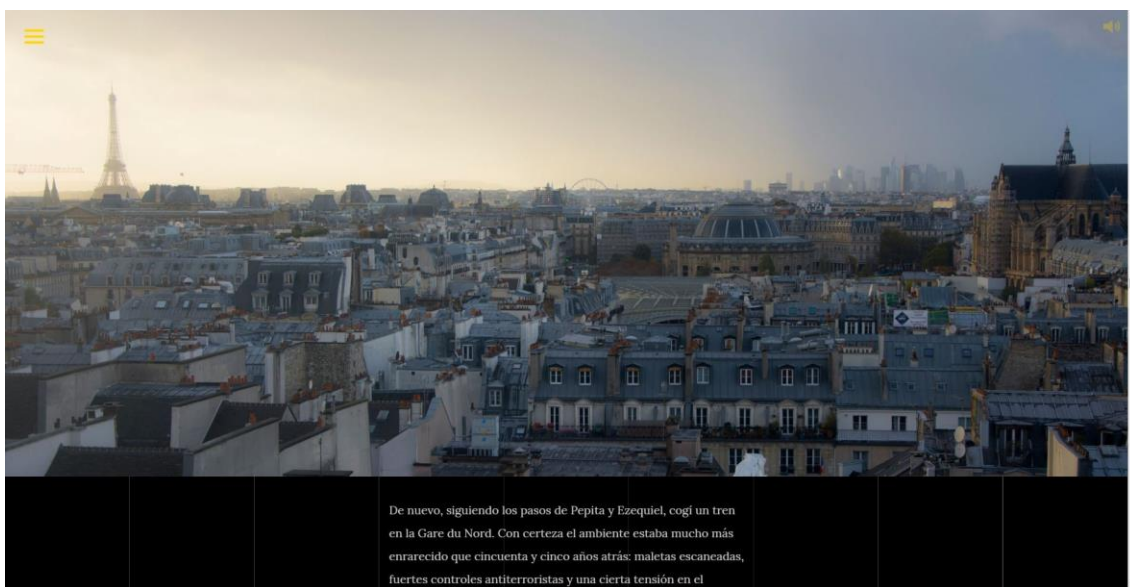 De nuevo, siguiendo los pasos de Pepita y Ezequiel, cogí un tren
en la Gare du Nord. Con certeza el ambiente estaba mucho más
enrarecido que cincuenta y cinco años atrás: maletas escaneadas,
fuertes controles antiterroristas y una cierta tensión en el